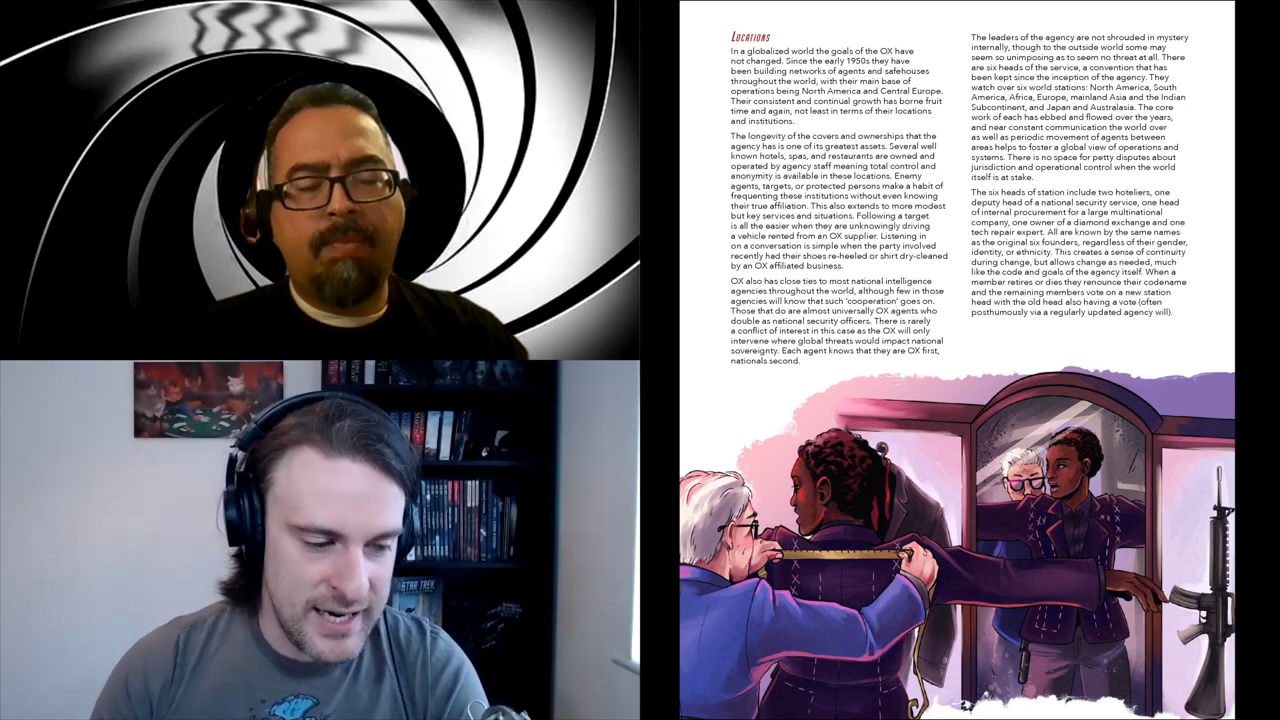 LOCATIONS
In a globalized world the goals of the OX have
not changed. Since the early 1950s they have
been building networks of agents and safehouses
throughout the world, with their main base of
operations being North America and Central Europe.
Their consistent and continual growth has borne fruit
time and again, not least in terms of their locations
and institutions.
The longevity of the covers and ownerships that the
agency has is one of its greatest assets. Several well
known hotels, spas, and restaurants are owned and
operated by agency staff meaning total control and
anonymity is available in these locations. Enemy
agents, targets, or protected persons make a habit of
frequenting these institutions without even knowing
their true affiliation. This also extends to more modest
but key services and situations. Following a target
is all the easier when they are unknowingly driving
a vehicle rented from an OX supplier. Listening in
on a conversation is simple when the party involved
recently had their shoes re-heeled or shirt dry-cleaned
by an OX affiliated business.
OX also has close ties to most national intelligence
agencies throughout the world, although few in those
agencies will know that such ‘cooperation’ goes on.
Those that do are almost universally OX agents who
double as national security officers. There is rarely
a conflict of interest in this case as the OX will only
intervene where global threats would impact national
sovereignty. Each agent knows that they are OX first,
nationals second.
The leaders of the agency are not shrouded in mystery
internally, though to the outside world some may
seem so unimposing as to seem no threat at all. There
are six heads of the service, a convention that has
been kept since the inception of the agency. They
watch over six world stations: North America, South
America, Africa, Europe, mainland Asia and the Indian
Subcontinent, and Japan and Australasia. The core
work of each has ebbed and flowed over the years,
and near constant communication the world over
as well as periodic movement of agents between
areas helps to foster a global view of operations and
systems. There is no space for petty disputes about
jurisdiction and operational control when the world
itself is at stake.
The six heads of station include two hoteliers, one
deputy head of a national security service, one head
of internal procurement for a large multinational
company, one owner of a diamond exchange and one
tech repair expert. All are known by the same names
as the original six founders, regardless of their gender,
identity, or ethnicity. This creates a sense of continuity
during change, but allows change as needed, much
like the code and goals of the agency itself. When a
member retires or dies they renounce their codename
and the remaining members vote on a new station
head with the old head also having a vote (often
posthumously via a regularly updated agency will).
STAR TREK